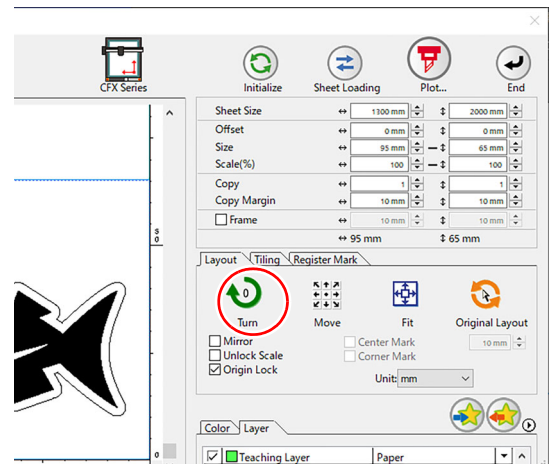 CFX Series
Initialize
Sheet Loading
Plot...
End
Sheet Size 1300 mm 2000 mm
Offset 0 mm 0 mm
Size 95 mm 65 mm
Scale(%) 100 100
Copy 1 1
Copy Margin 10 mm 10 mm
Frame 10 mm 10 mm
95 mm 65 mm
50
0
Layout Tiling Register Mark
0
Turn
Move
Fit
Original Layout
Mirror
Unlock Scale
Origin Lock
Center Mark
Corner Mark
10 mm
Unit: mm
Color Layer
0
Teaching Layer Paper